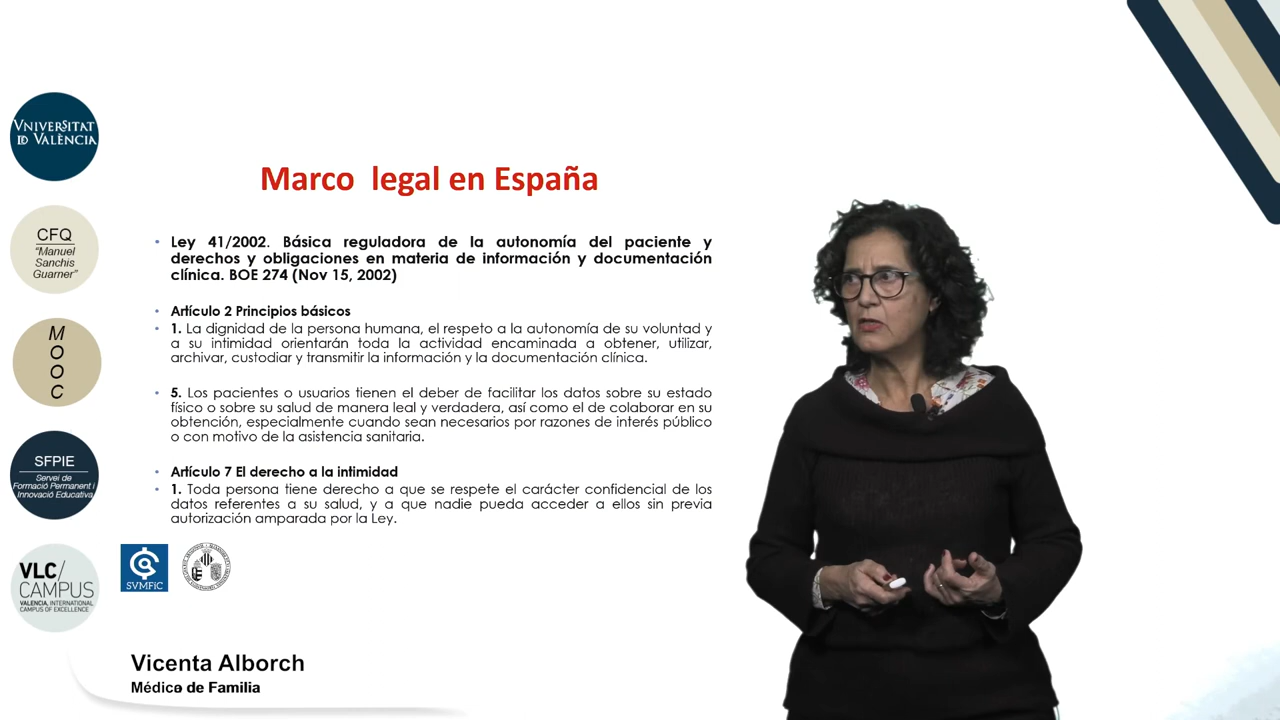 VNIVERSITAT
ID VALÈNCIA
CFQ
"Manuel
Sanchis
Guarner"
M
O
O
C
SFPIE
Servei de
Formació Permanent i
Innovació Educativa
VLC/
CAMPUS
VALENCIA, INTERNATIONAL
CAMPUS OF EXCELLENCE
Marco legal en España
• Ley 41/2002. Básica reguladora de la autonomía del paciente y
derechos y obligaciones en materia de información y documentación
clínica. BOE 274 (Nov 15, 2002)
• Artículo 2 Principios básicos
• 1. La dignidad de la persona humana, el respeto a la autonomía de su voluntad y
a su intimidad orientarán toda la actividad encaminada a obtener, utilizar,
archivar, custodiar y transmitir la información y la documentación clínica.
• 5. Los pacientes o usuarios tienen el deber de facilitar los datos sobre su estado
físico o sobre su salud de manera leal y verdadera, así como el de colaborar en su
obtención, especialmente cuando sean necesarios por razones de interés público
o con motivo de la asistencia sanitaria.
• Artículo 7 El derecho a la intimidad
• 1. Toda persona tiene derecho a que se respete el carácter confidencial de los
datos referentes a su salud, y a que nadie pueda acceder a ellos sin previa
autorización amparada por la Ley.
SVMFiC
Vicenta Alborch
Médico de Familia